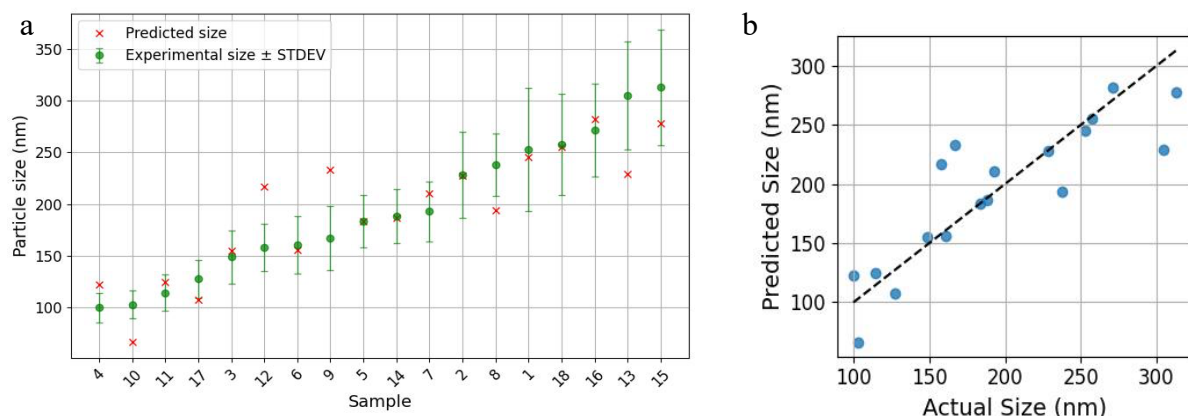 a
Predicted size
Experimental size ± STDEV
Particle size (nm)
350
300
250
200
150
100
4 10 11 17 3 12 6 9 5 14 7 2 8 1 18 16 13 15
Sample
b
Predicted Size (nm)
300
250
200
150
100
100 150 200 250 300
Actual Size (nm)